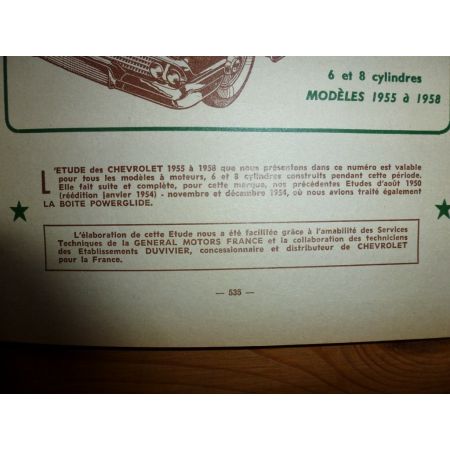 6 et 8 cylindres
MODÈLES 1955 à 1958
L'ETUDE des CHEVROLET 1955 à 1958 que nous présentons dans ce numéro est valable
pour tous les modèles à moteurs, 6 et 8 cylindres construits pendant cette période.
Elle fait suite et complète, pour cette marque, nos précédentes Etudes d'août 1950
(réédition janvier 1954) - novembre et décembre 1954, où nous avions traité également
LA BOITE POWERGLIDE.
L'élaboration de cette Etude nous a été facilitée grâce à l'amabilité des Services
Techniques de la GENERAL MOTORS FRANCE et la collaboration des techniciens
des Etablissements DUVIVIER, concessionnaire et distributeur de CHEVROLET
pour la France.
— 535 —